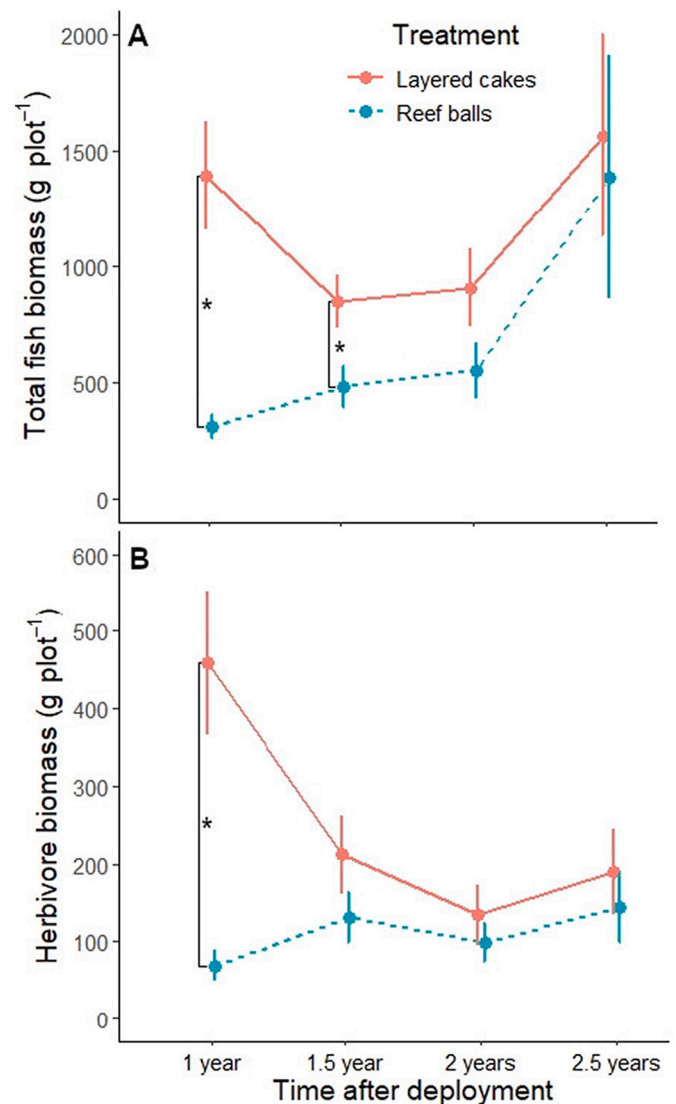 A
Treatment
Layered cakes
Reef balls
Total fish biomass (g plot⁻¹)
2000
1500
1000
500
0
*
*
B
Herbivore biomass (g plot⁻¹)
600
500
400
300
200
100
0
*
1 year 1.5 year 2 years 2.5 years
Time after deployment